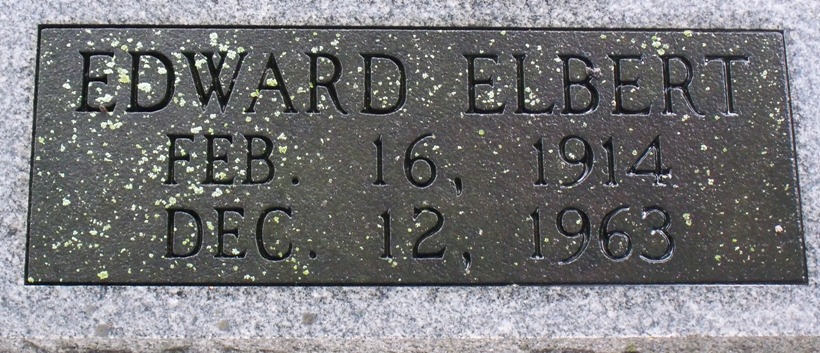 EDWARD ELBERT
FEB. 16, 1914
DEC. 12, 1963